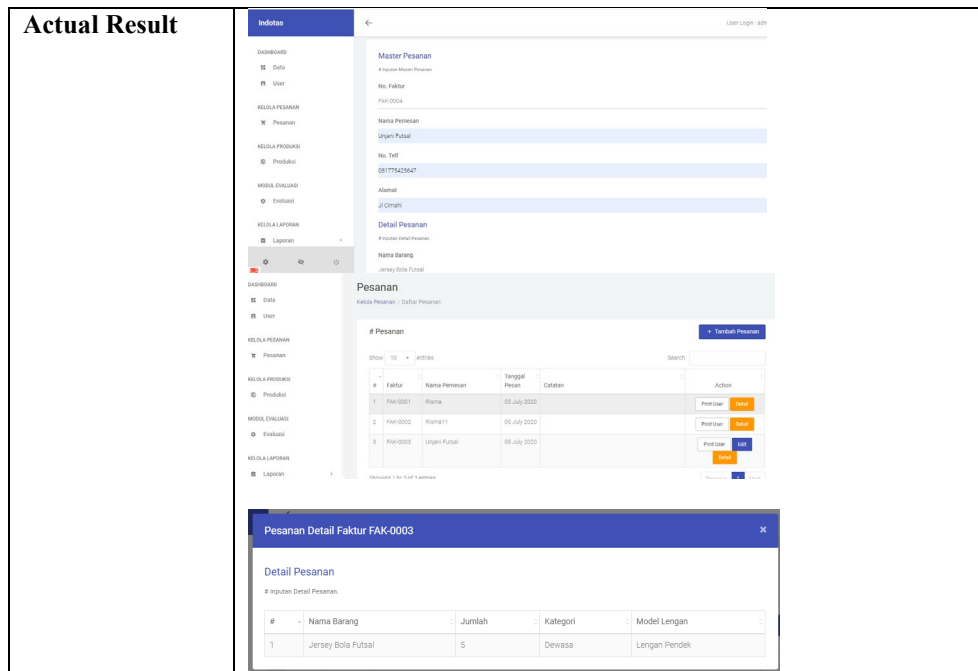 Actual Result
Indotas
User Login : adm
DASHBOARD
Data
User
KELOLA PESANAN
Pesanan
KELOLA PRODUKSI
Produksi
MODUL EVALUASI
Evaluasi
KELOLA LAPORAN
Laporan
Master Pesanan
# Inputan Master Pesanan
No. Faktur
FAK-0004
Nama Pemesan
Unjani Futsal
No. Telf
081775423647
Alamat
Jl Cimahi
Detail Pesanan
# Inputan Detail Pesanan
Nama Barang
Jersey Bola Futsal
DASHBOARD
Data
User
KELOLA PESANAN
Pesanan
KELOLA PRODUKSI
Produksi
MODUL EVALUASI
Evaluasi
KELOLA LAPORAN
Laporan
Pesanan
Kelola Pesanan / Daftar Pesanan
# Pesanan
+ Tambah Pesanan
Show 10 entries
Search:
# Faktur Nama Pemesan Tanggal Pesan Catatan Action
1 FAK-0001 Risma 05 July 2020 Print User Detail
2 FAK-0002 Risma11 05 July 2020 Print User Detail
3 FAK-0003 Unjani Futsal 08 July 2020 Print User Edit
Detail
Showing 1 to 3 of 3 entries
Pesanan Detail Faktur FAK-0003 ×
Detail Pesanan
# Inputan Detail Pesanan.
# Nama Barang Jumlah Kategori Model Lengan
1 Jersey Bola Futsal 5 Dewasa Lengan Pendek